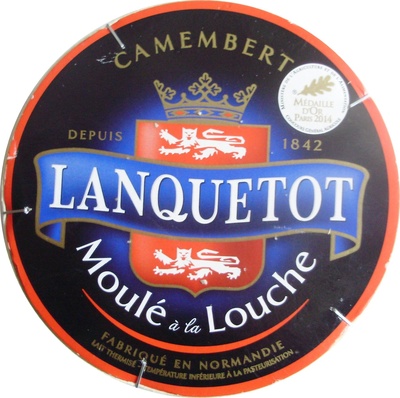 CAMEMBERT
MÉDAILLE
D'OR
PARIS 2014
DEPUIS 1842
LANQUETOT
Moulé à la Louche
FABRIQUÉ EN NORMANDIE
LAIT THERMISÉ - TEMPÉRATURE INFÉRIEURE À LA PASTEURISATION